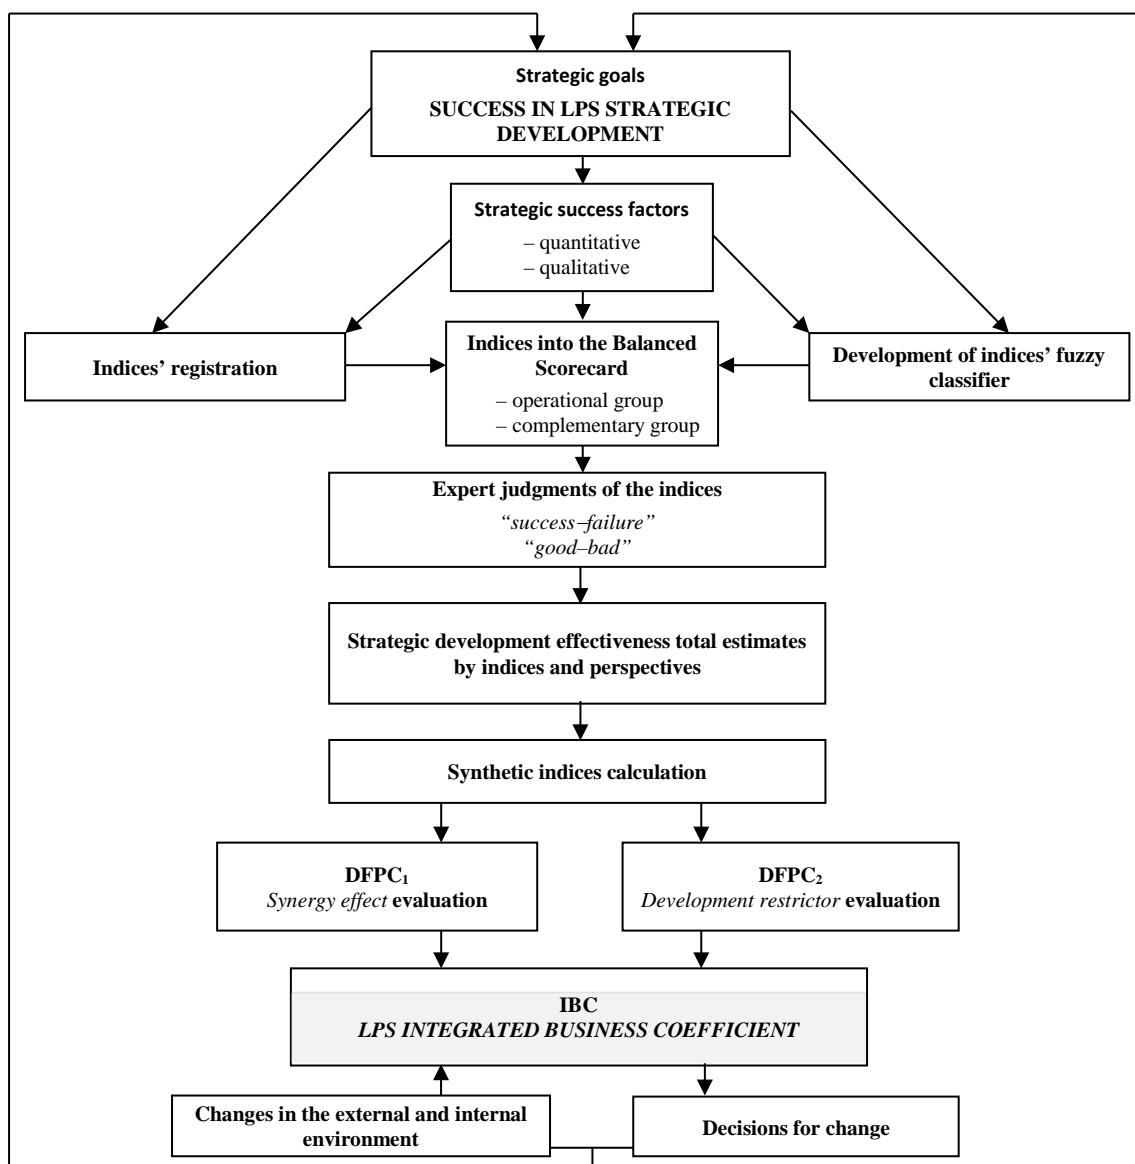 Strategic goals
SUCCESS IN LPS STRATEGIC
DEVELOPMENT
Strategic success factors
– quantitative
– qualitative
Indices’ registration
Indices into the Balanced
Scorecard
– operational group
– complementary group
Development of indices’ fuzzy
classifier
Expert judgments of the indices
“success–failure”
“good–bad”
Strategic development effectiveness total estimates
by indices and perspectives
Synthetic indices calculation
DFPC₁
Synergy effect evaluation
DFPC₂
Development restrictor evaluation
IBC
LPS INTEGRATED BUSINESS COEFFICIENT
Changes in the external and internal
environment
Decisions for change